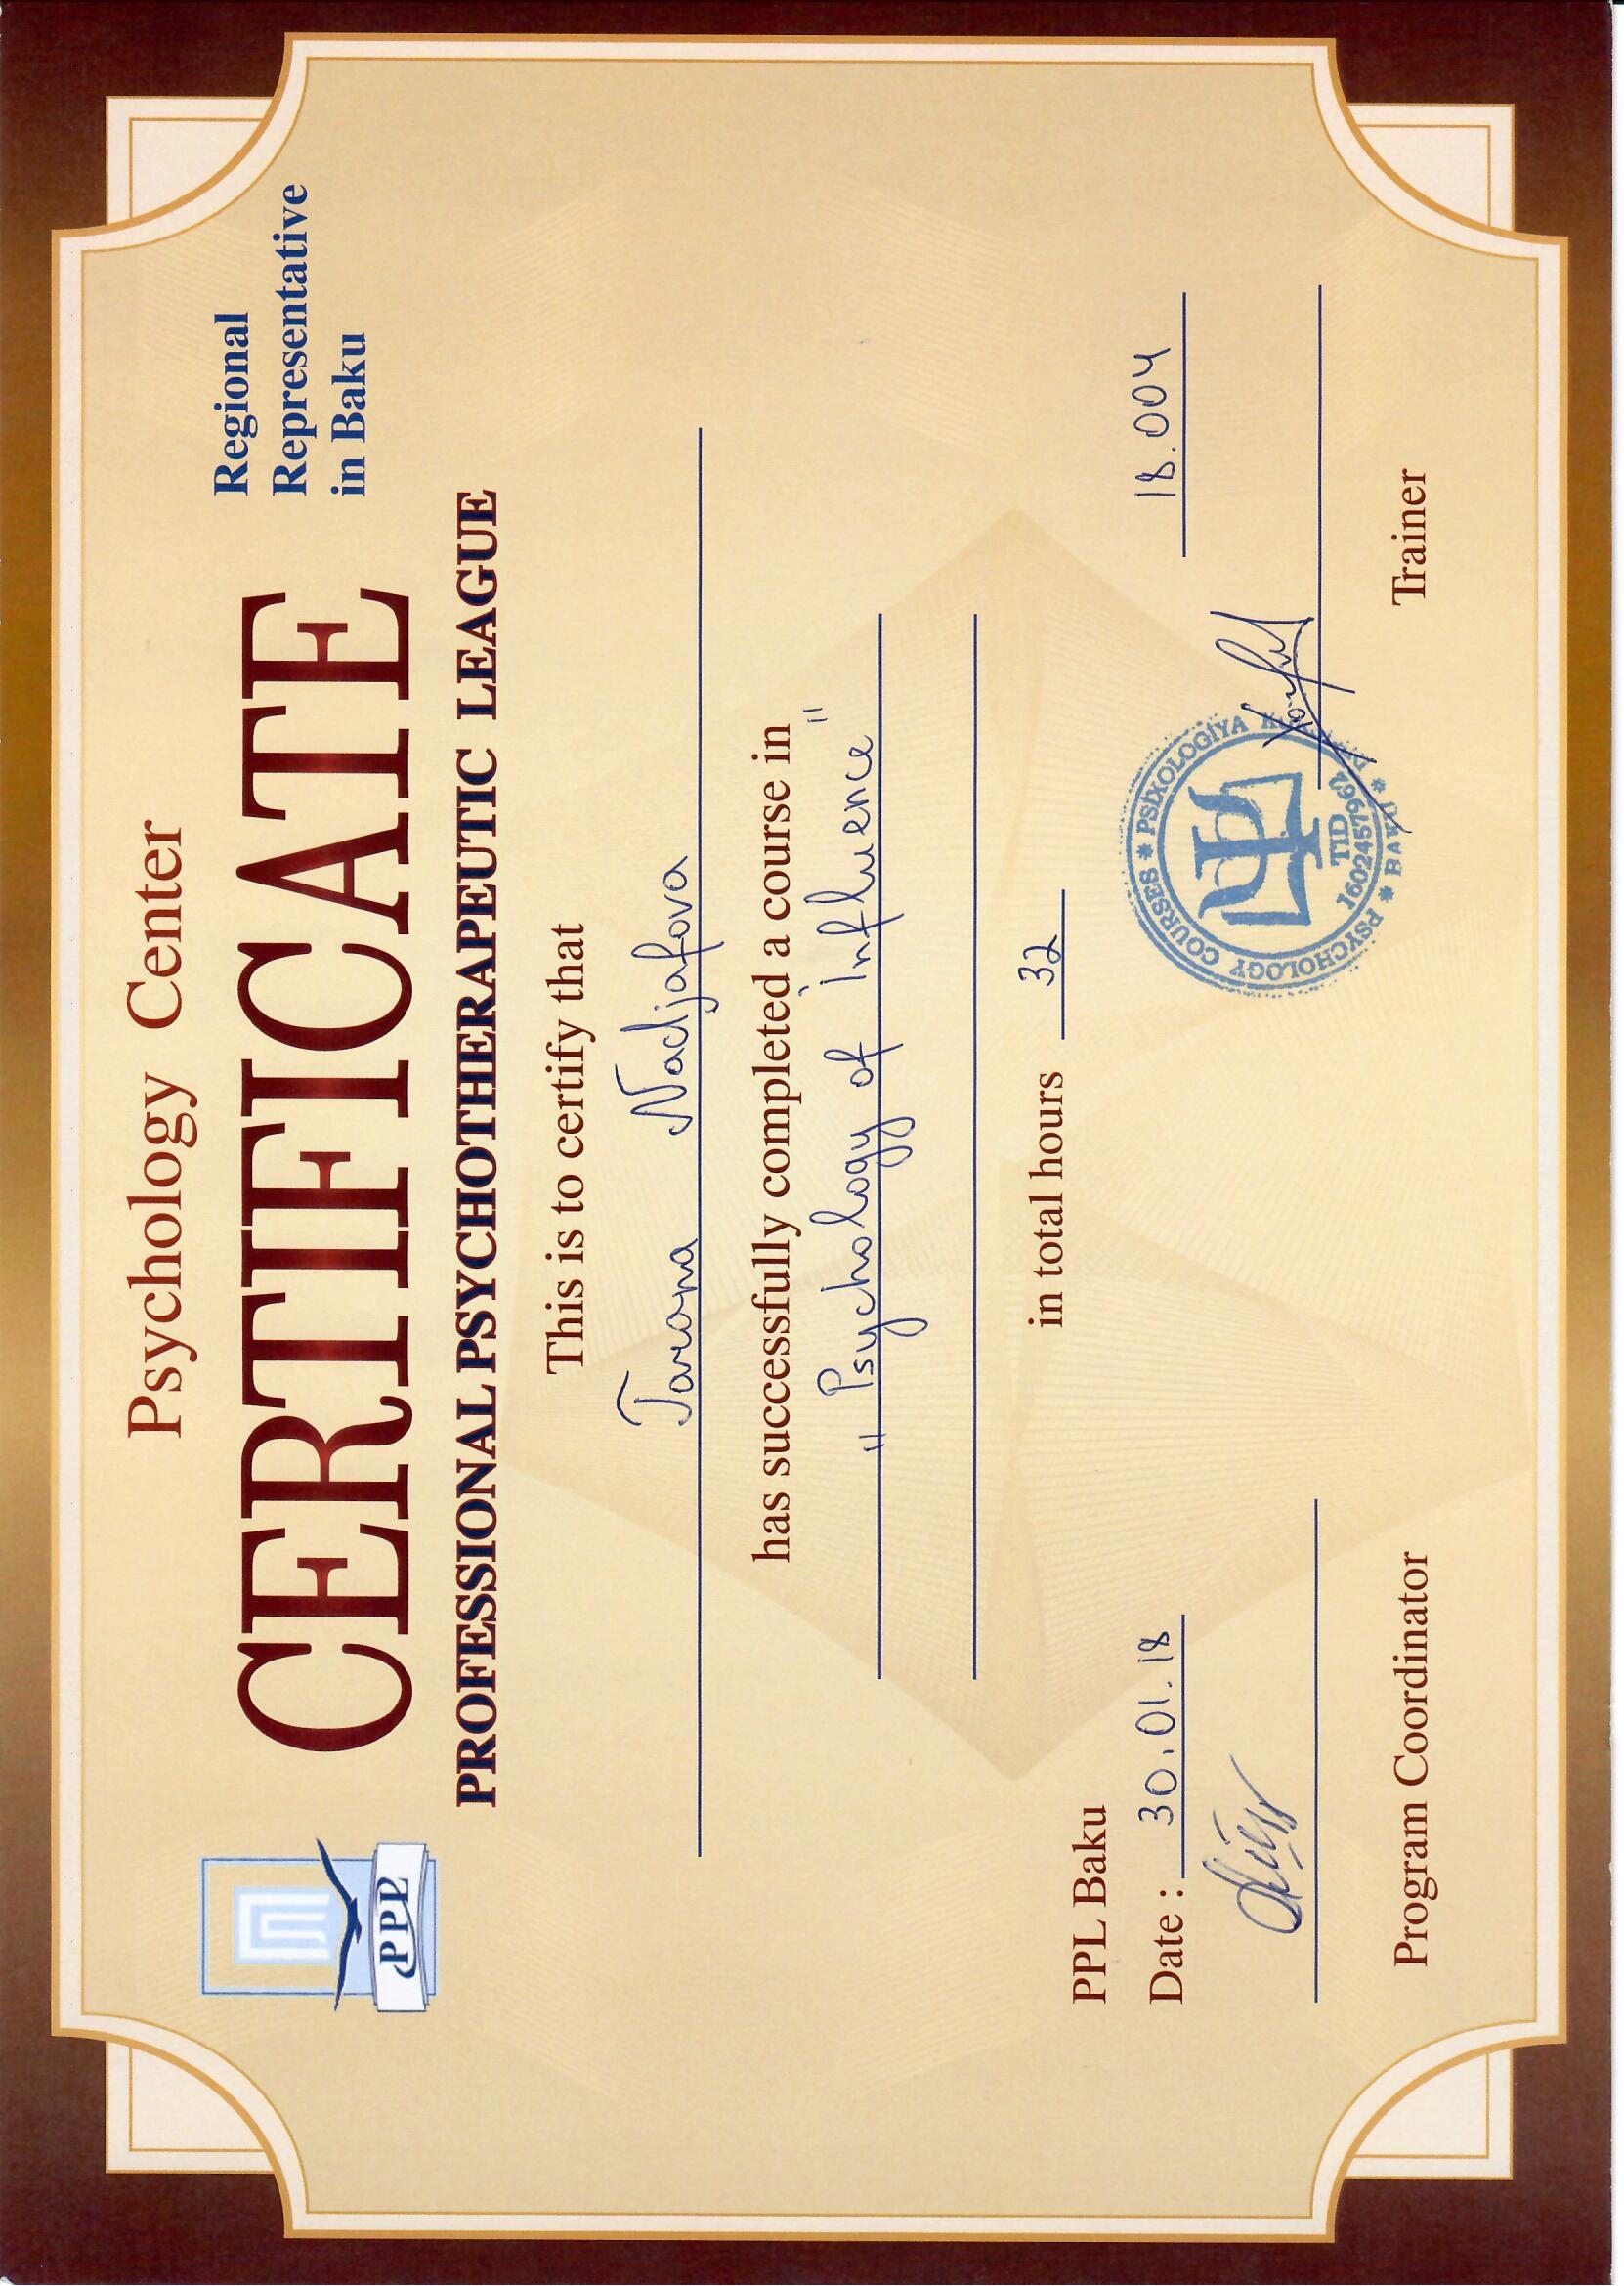 Psychology Center
CERTIFICATE
Regional
Representative
in Baku
PPL
PROFESSIONAL PSYCHOTHERAPEUTIC LEAGUE
This is to certify that
Tarana Nadjafova
has successfully completed a course in
„Psychology of İnfluence"
in total hours 32
PPL Baku
Date : 30.01.18
18.004
PSYCHOLOGY COURSES * PSİXOLOGİYA
TID
1602457962
* BAKU *
Program Coordinator
Trainer